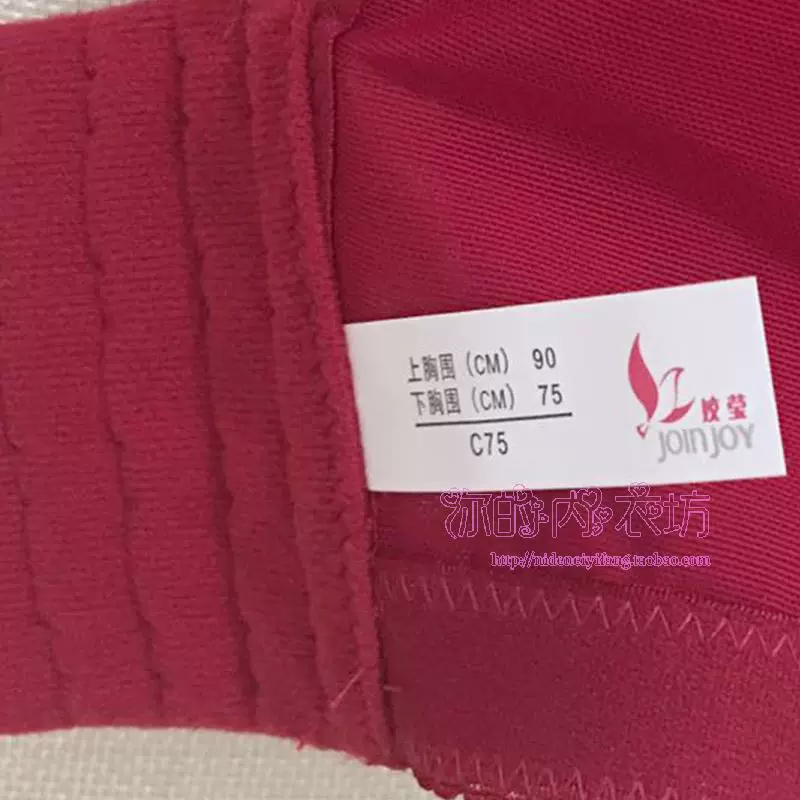 上胸围(CM) 90
下胸围(CM) 75
C75
姣莹
JOINJOY
你的内衣坊
http://nideneiyifang.taobao.com